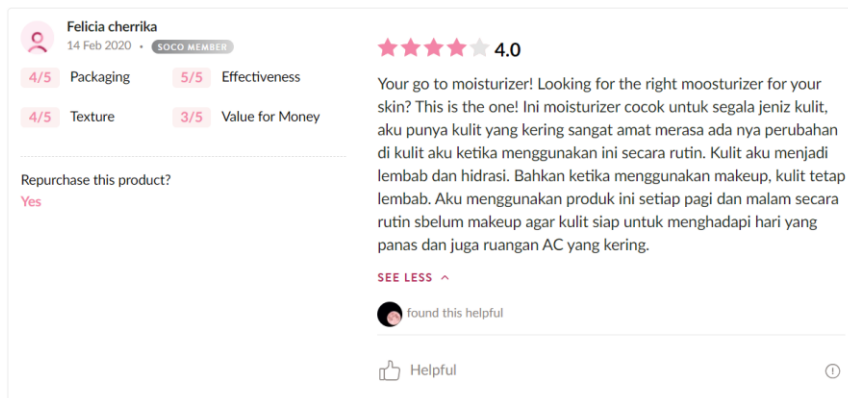 Felicia cherrika
14 Feb 2020 • SOCO MEMBER
4/5 Packaging 5/5 Effectiveness
4/5 Texture 3/5 Value for Money
Repurchase this product?
Yes
4.0
Your go to moisturizer! Looking for the right moosturizer for your
skin? This is the one! Ini moisturizer cocok untuk segala jeniz kulit,
aku punya kulit yang kering sangat amat merasa ada nya perubahan
di kulit aku ketika menggunakan ini secara rutin. Kulit aku menjadi
lembab dan hidrasi. Bahkan ketika menggunakan makeup, kulit tetap
lembab. Aku menggunakan produk ini setiap pagi dan malam secara
rutin sbelum makeup agar kulit siap untuk menghadapi hari yang
panas dan juga ruangan AC yang kering.
SEE LESS
found this helpful
Helpful